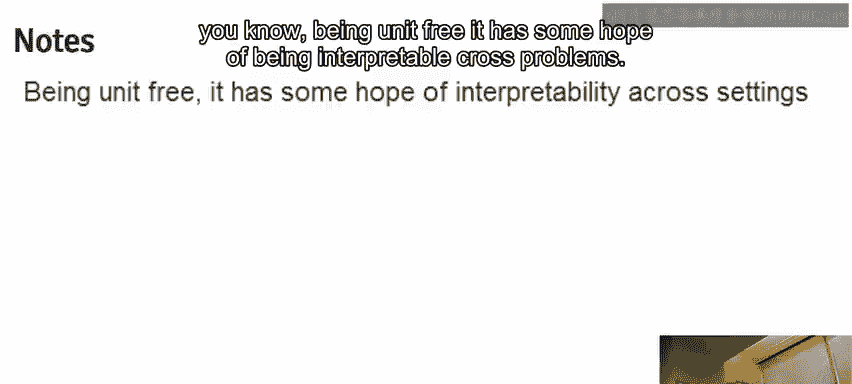 Notes
you know, being unit free it has some hope
of being interpretable cross problems.
Being unit free, it has some hope of interpretability across settings